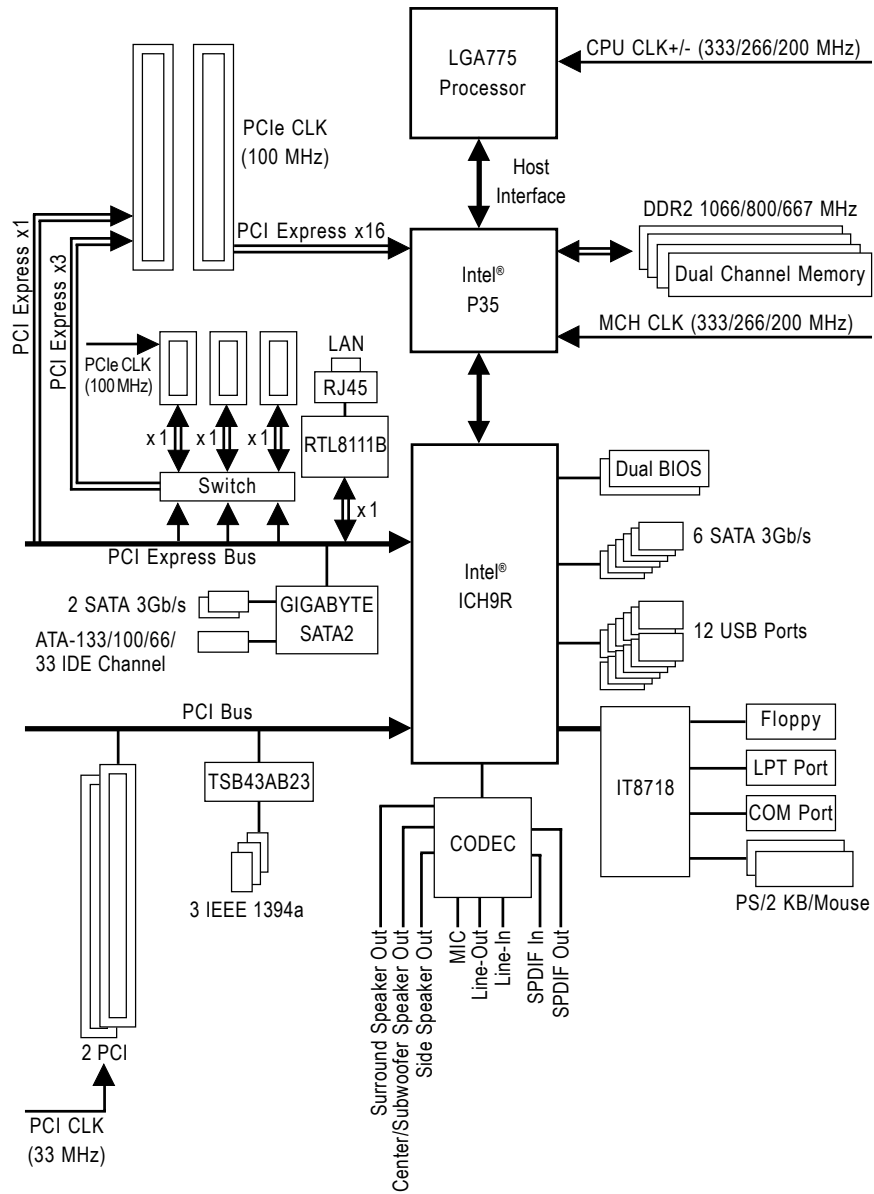 LGA775
Processor
CPU CLK+/- (333/266/200 MHz)
PCIe CLK
(100 MHz)
Host
Interface
DDR2 1066/800/667 MHz
Dual Channel Memory
PCI Express x1
PCI Express x3
PCI Express x16
Intel®
P35
MCH CLK (333/266/200 MHz)
PCIe CLK
(100 MHz)
LAN
RJ45
RTL8111B
x 1
x 1
x 1
Switch
x 1
PCI Express Bus
Dual BIOS
Intel®
ICH9R
6 SATA 3Gb/s
2 SATA 3Gb/s
GIGABYTE
SATA2
ATA-133/100/66/
33 IDE Channel
12 USB Ports
PCI Bus
TSB43AB23
3 IEEE 1394a
CODEC
IT8718
Floppy
LPT Port
COM Port
PS/2 KB/Mouse
Surround Speaker Out
Center/Subwoofer Speaker Out
Side Speaker Out
MIC
Line-Out
Line-In
SPDIF In
SPDIF Out
2 PCI
PCI CLK
(33 MHz)